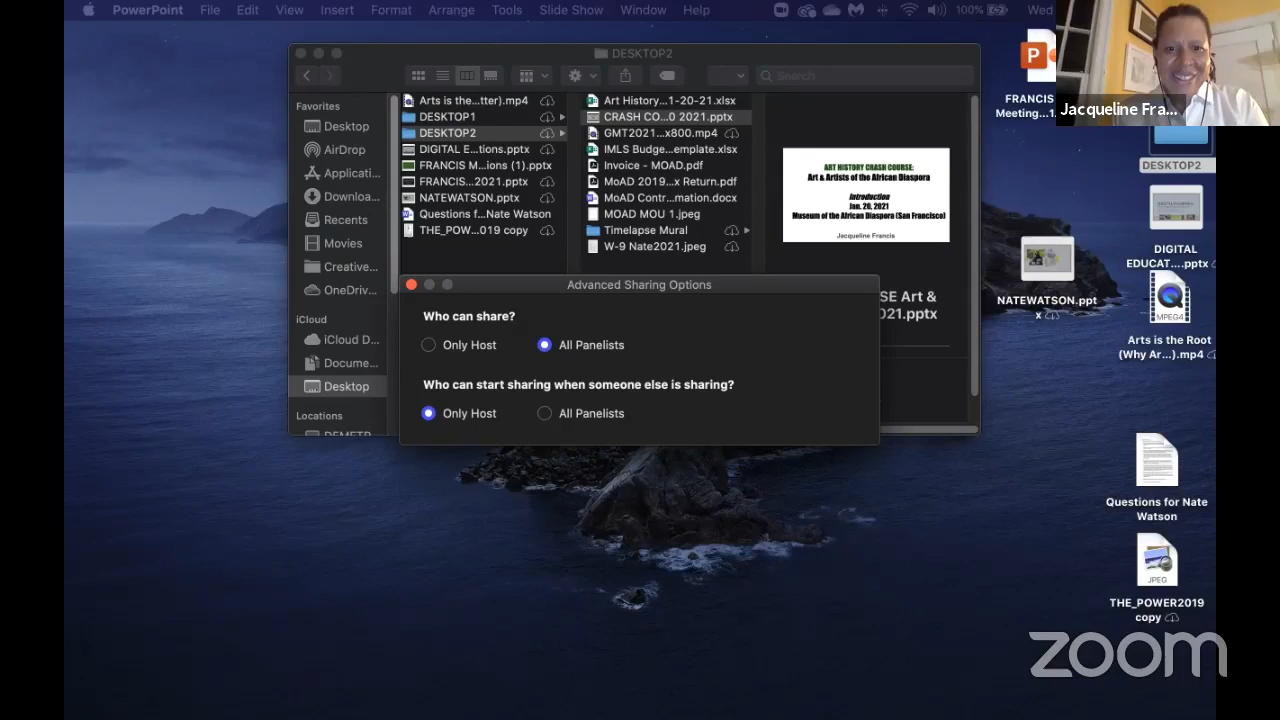 PowerPoint File Edit View Insert Format Arrange Tools Slide Show Window Help 100% Wed
Jacqueline Fra...
DESKTOP2
Search
Favorites
Desktop
AirDrop
Applicati...
Downloa...
Recents
Movies
Creative...
OneDriv...
iCloud
iCloud D...
Docume...
Desktop
Locations
Arts is the...tter).mp4
DESKTOP1
DESKTOP2
DIGITAL E...tions.pptx
FRANCIS M...ions (1).pptx
FRANCIS...2021.pptx
NATEWATSON.pptx
Questions f...Nate Watson
THE_POW...019 copy
Art History...1-20-21.xlsx
CRASH CO...0 2021.pptx
GMT2021...x800.mp4
IMLS Budge...emplate.xlsx
Invoice - MOAD.pdf
MoAD 2019...x Return.pdf
MoAD Contr...mation.docx
MOAD MOU 1.jpeg
Timelapse Mural
W-9 Nate2021.jpeg
ART HISTORY CRASH COURSE:
Art & Artists of the African Diaspora
Introduction
Jan. 20, 2021
Museum of the African Diaspora (San Francisco)
Jacqueline Francis
SE Art &
021.pptx
Advanced Sharing Options
Who can share?
Only Host All Panelists
Who can start sharing when someone else is sharing?
Only Host All Panelists
FRANCIS
Meeting...1.
DESKTOP2
DIGITAL
EDUCAT....pptx
NATEWATSON.ppt
x
MPEG4
Arts is the Root
(Why Ar...).mp4
Questions for Nate
Watson
JPEG
THE_POWER2019
copy
zoom